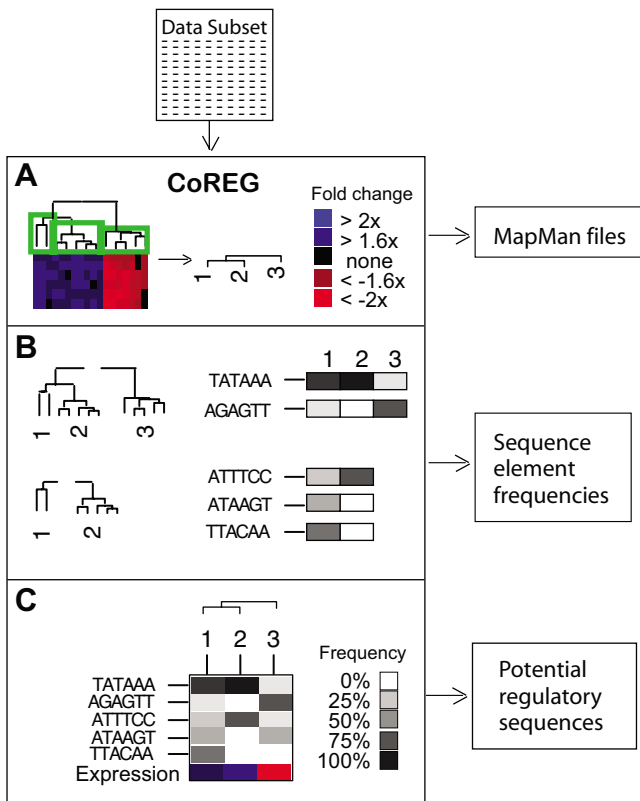 Data Subset
A
CoREG
Fold change
> 2x
> 1.6x
none
< -1.6x
< -2x
1
2
3
MapMan files
B
1
2
3
1 2 3
TATAAA
AGAGTT
1
2
ATTTCC
ATAAGT
TTACAA
Sequence
element
frequencies
C
1 2 3
TATAAA
AGAGTT
ATTTCC
ATAAGT
TTACAA
Expression
Frequency
0%
25%
50%
75%
100%
Potential
regulatory
sequences